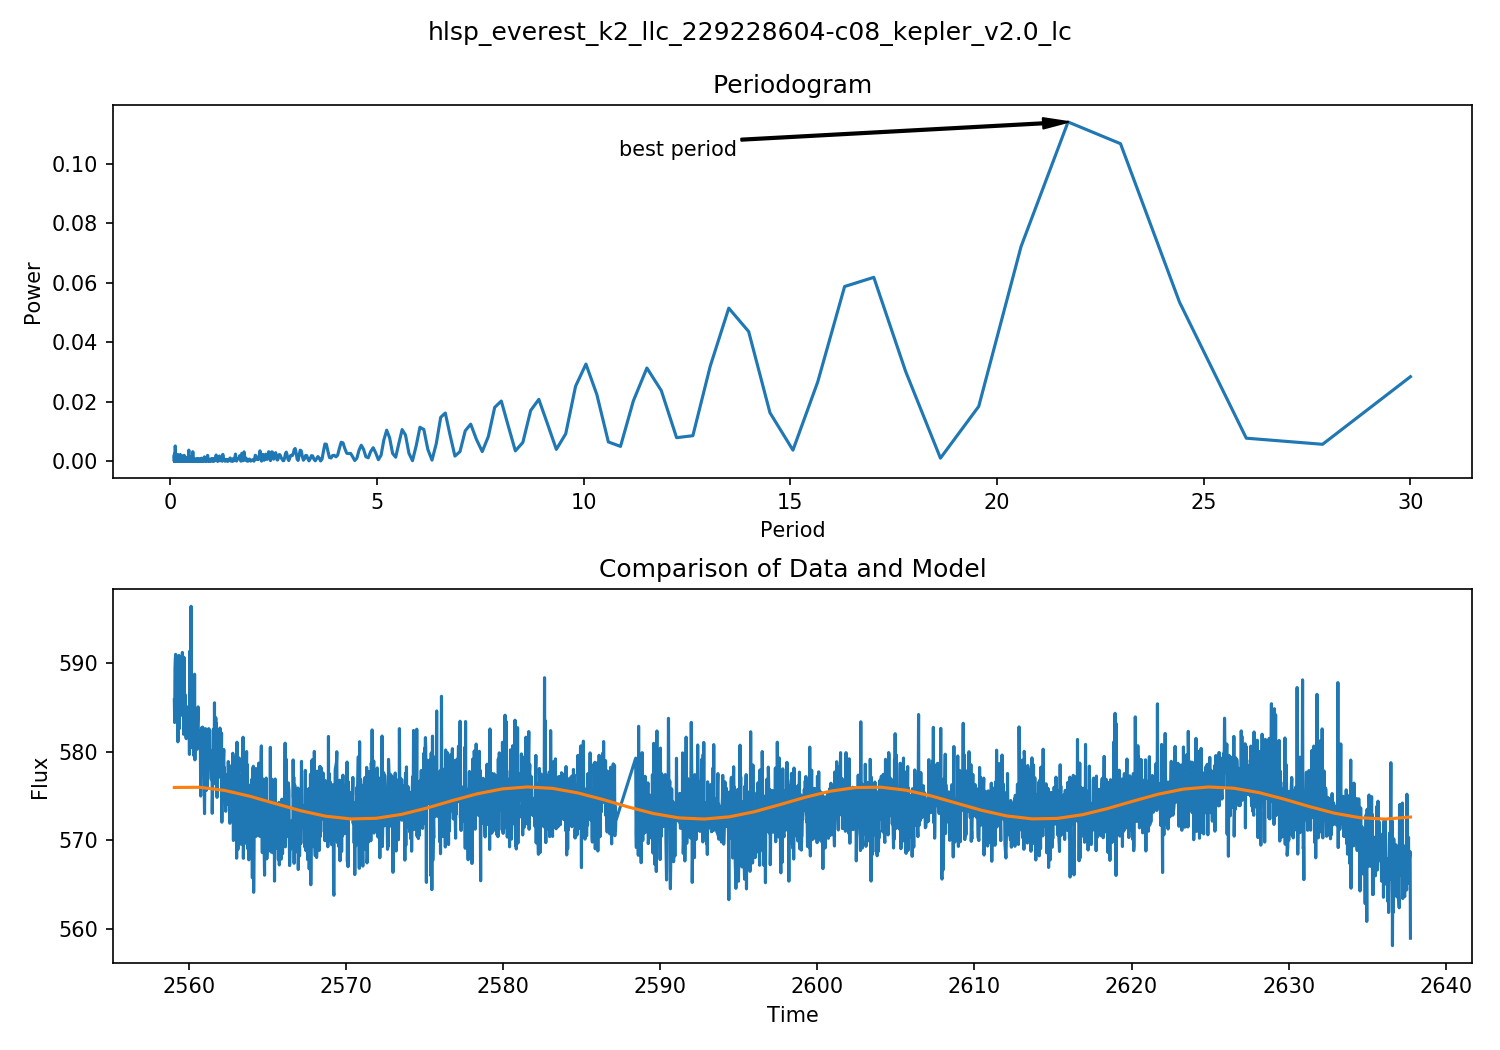 hlsp_everest_k2_llc_229228604-c08_kepler_v2.0_lc
Periodogram
best period
0.10
0.08
0.06
0.04
0.02
0.00
Power
0 5 10 15 20 25 30
Period
Comparison of Data and Model
590
580
570
560
Flux
2560 2570 2580 2590 2600 2610 2620 2630 2640
Time